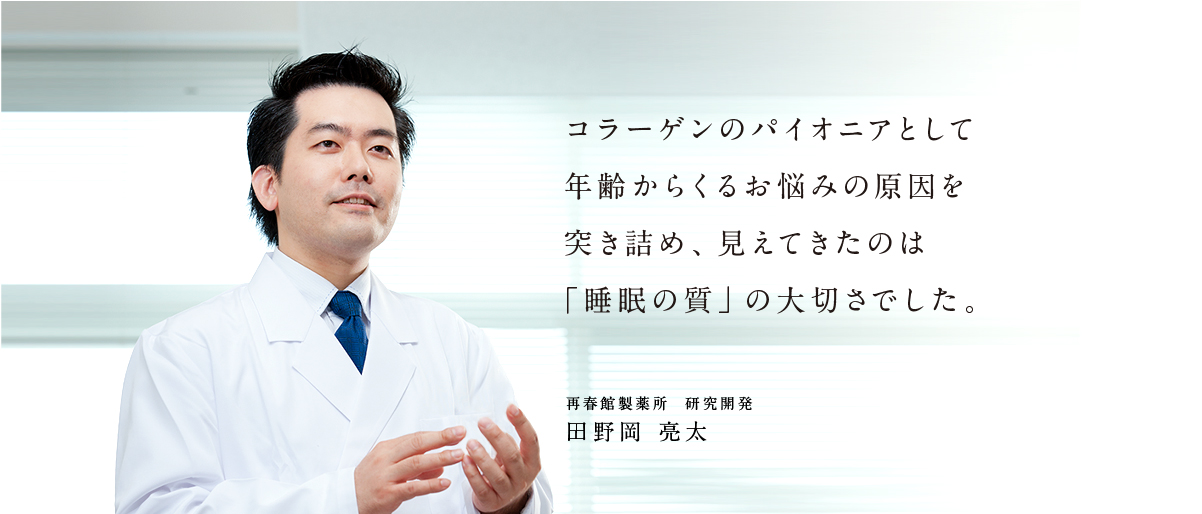 コラーゲンのパイオニアとして
年齢からくるお悩みの原因を
突き詰め、見えてきたのは
「睡眠の質」の大切さでした。
再春館製薬所 研究開発
田野岡 亮太